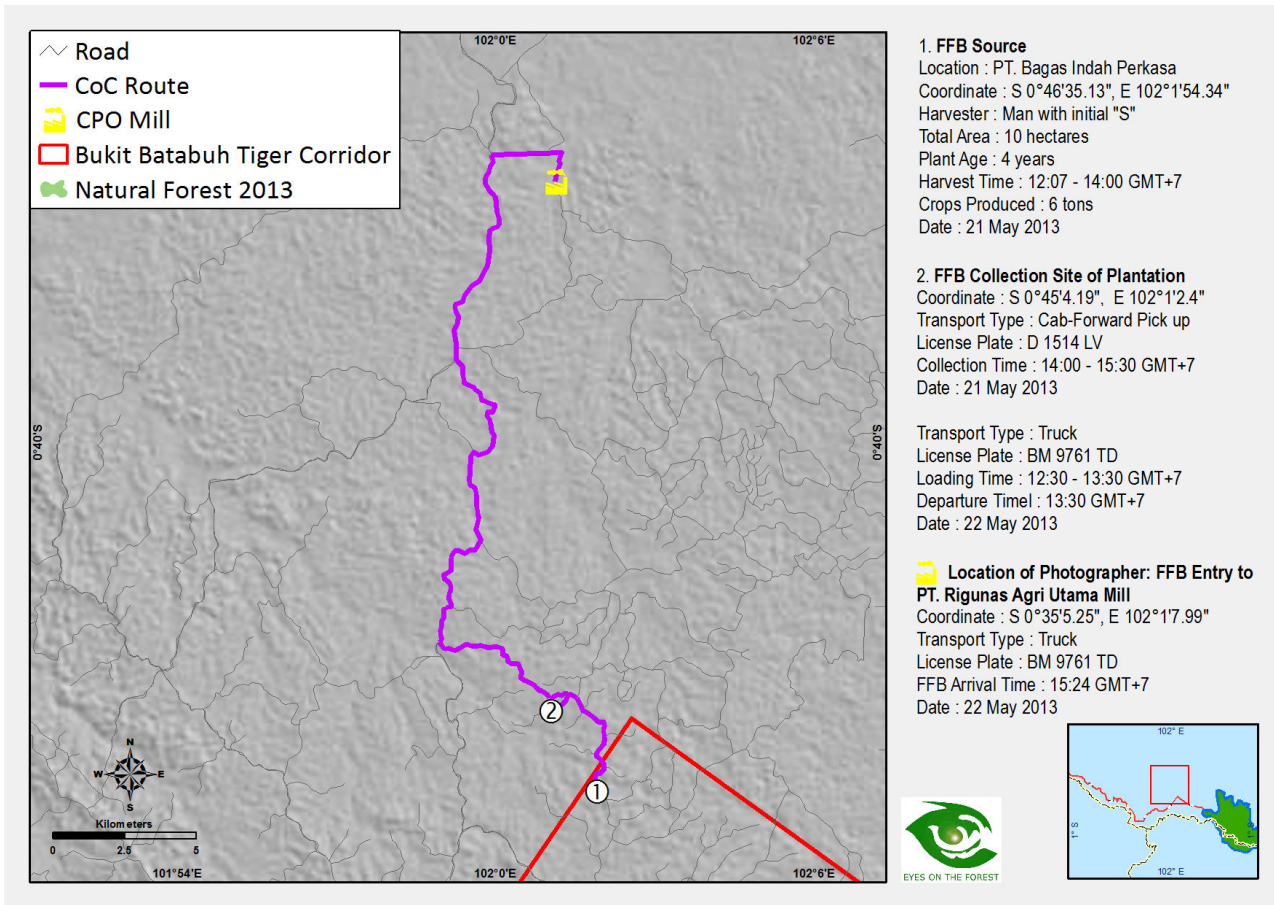 Road
CoC Route
CPO Mill
Bukit Batabuh Tiger Corridor
Natural Forest 2013
102°0'E
102°6'E
0°40'S
0°40'S
N
W
E
S
Kilometers
0
2.5
5
101°54'E
102°0'E
102°6'E
2
1
1. FFB Source
Location : PT. Bagas Indah Perkasa
Coordinate : S 0°46'35.13", E 102°1'54.34"
Harvester : Man with initial "S"
Total Area : 10 hectares
Plant Age : 4 years
Harvest Time : 12:07 - 14:00 GMT+7
Crops Produced : 6 tons
Date : 21 May 2013
2. FFB Collection Site of Plantation
Coordinate : S 0°45'4.19", E 102°1'2.4"
Transport Type : Cab-Forward Pick up
License Plate : D 1514 LV
Collection Time : 14:00 - 15:30 GMT+7
Date : 21 May 2013
Transport Type : Truck
License Plate : BM 9761 TD
Loading Time : 12:30 - 13:30 GMT+7
Departure Timel : 13:30 GMT+7
Date : 22 May 2013
Location of Photographer: FFB Entry to
PT. Rigunas Agri Utama Mill
Coordinate : S 0°35'5.25", E 102°1'7.99"
Transport Type : Truck
License Plate : BM 9761 TD
FFB Arrival Time : 15:24 GMT+7
Date : 22 May 2013
EYES ON THE FOREST
102° E
1° S
1° S
102° E